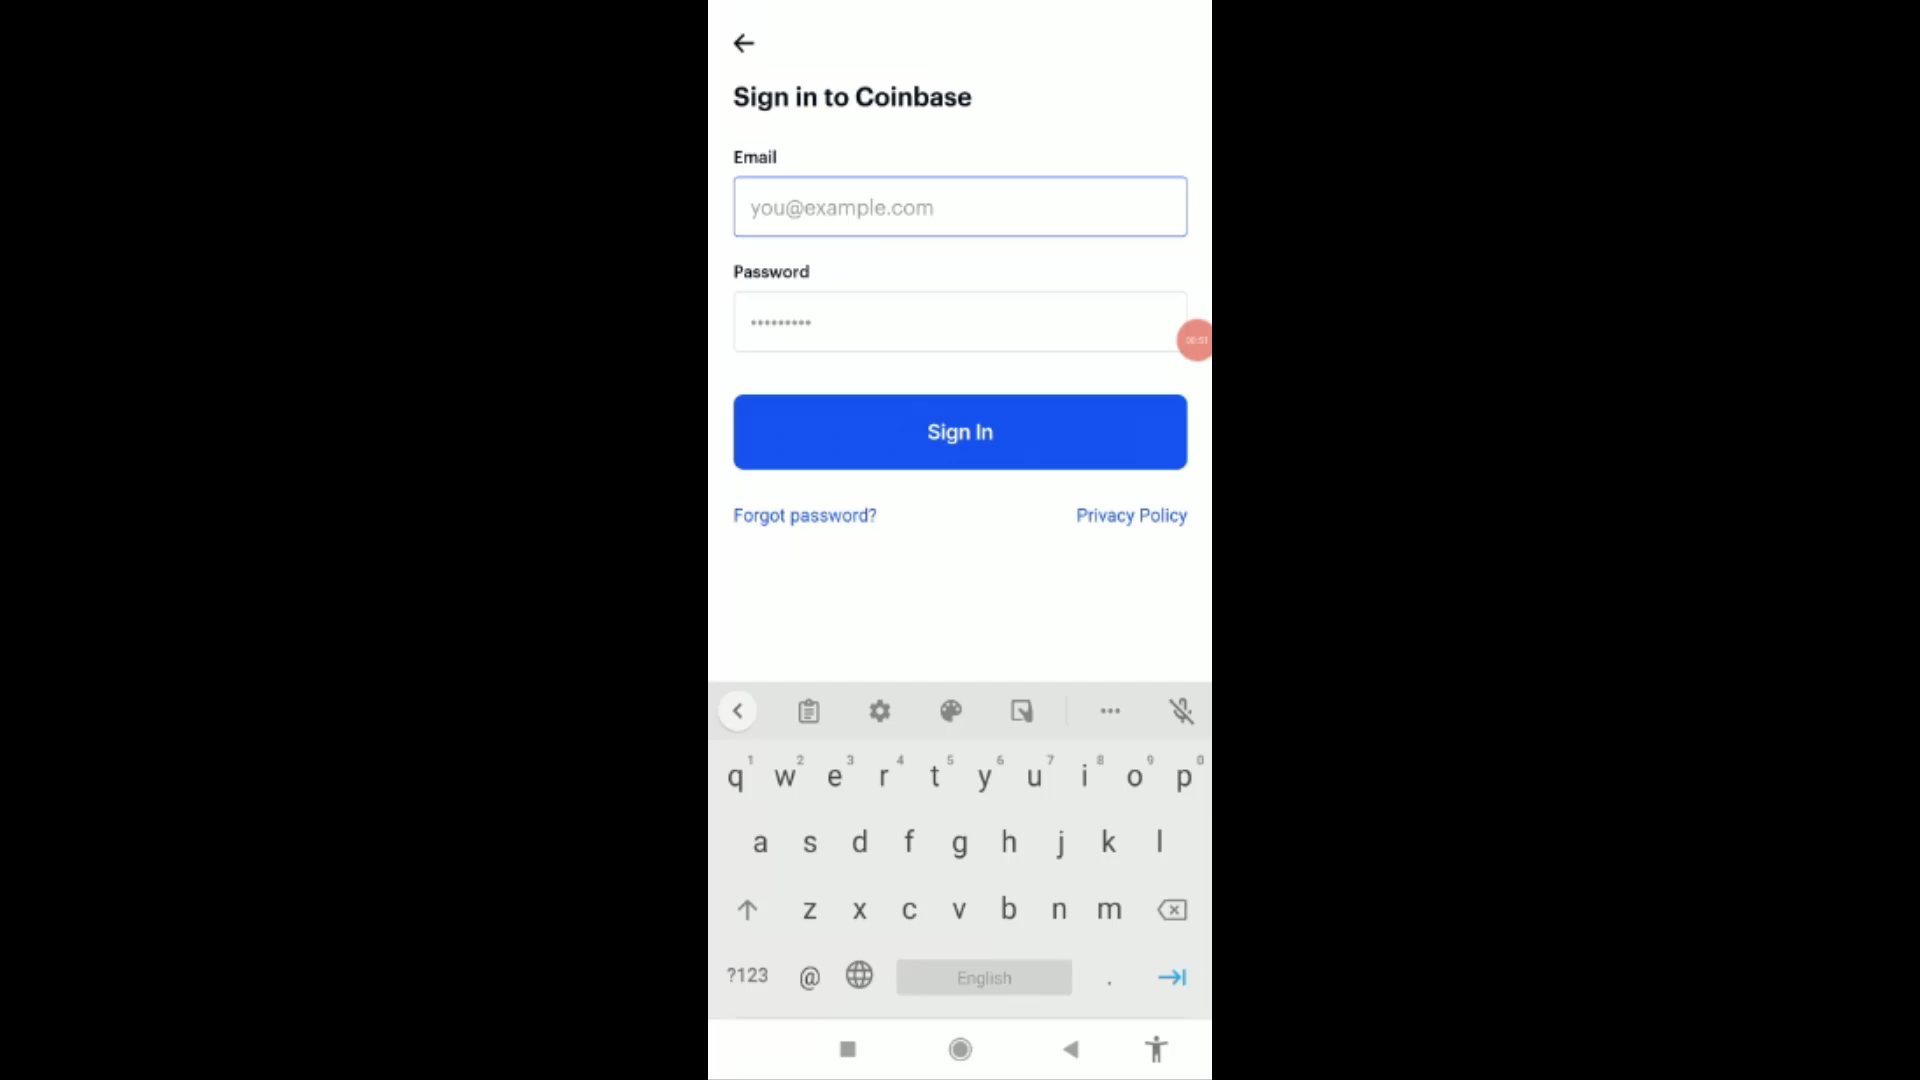 Sign in to Coinbase
Email
you@example.com
Password
Sign In
Forgot password? Privacy Policy
1 2 3 4 5 6 7 8 9 0
q w e r t y u i o p
a s d f g h j k l
z x c v b n m
?123 @ English .